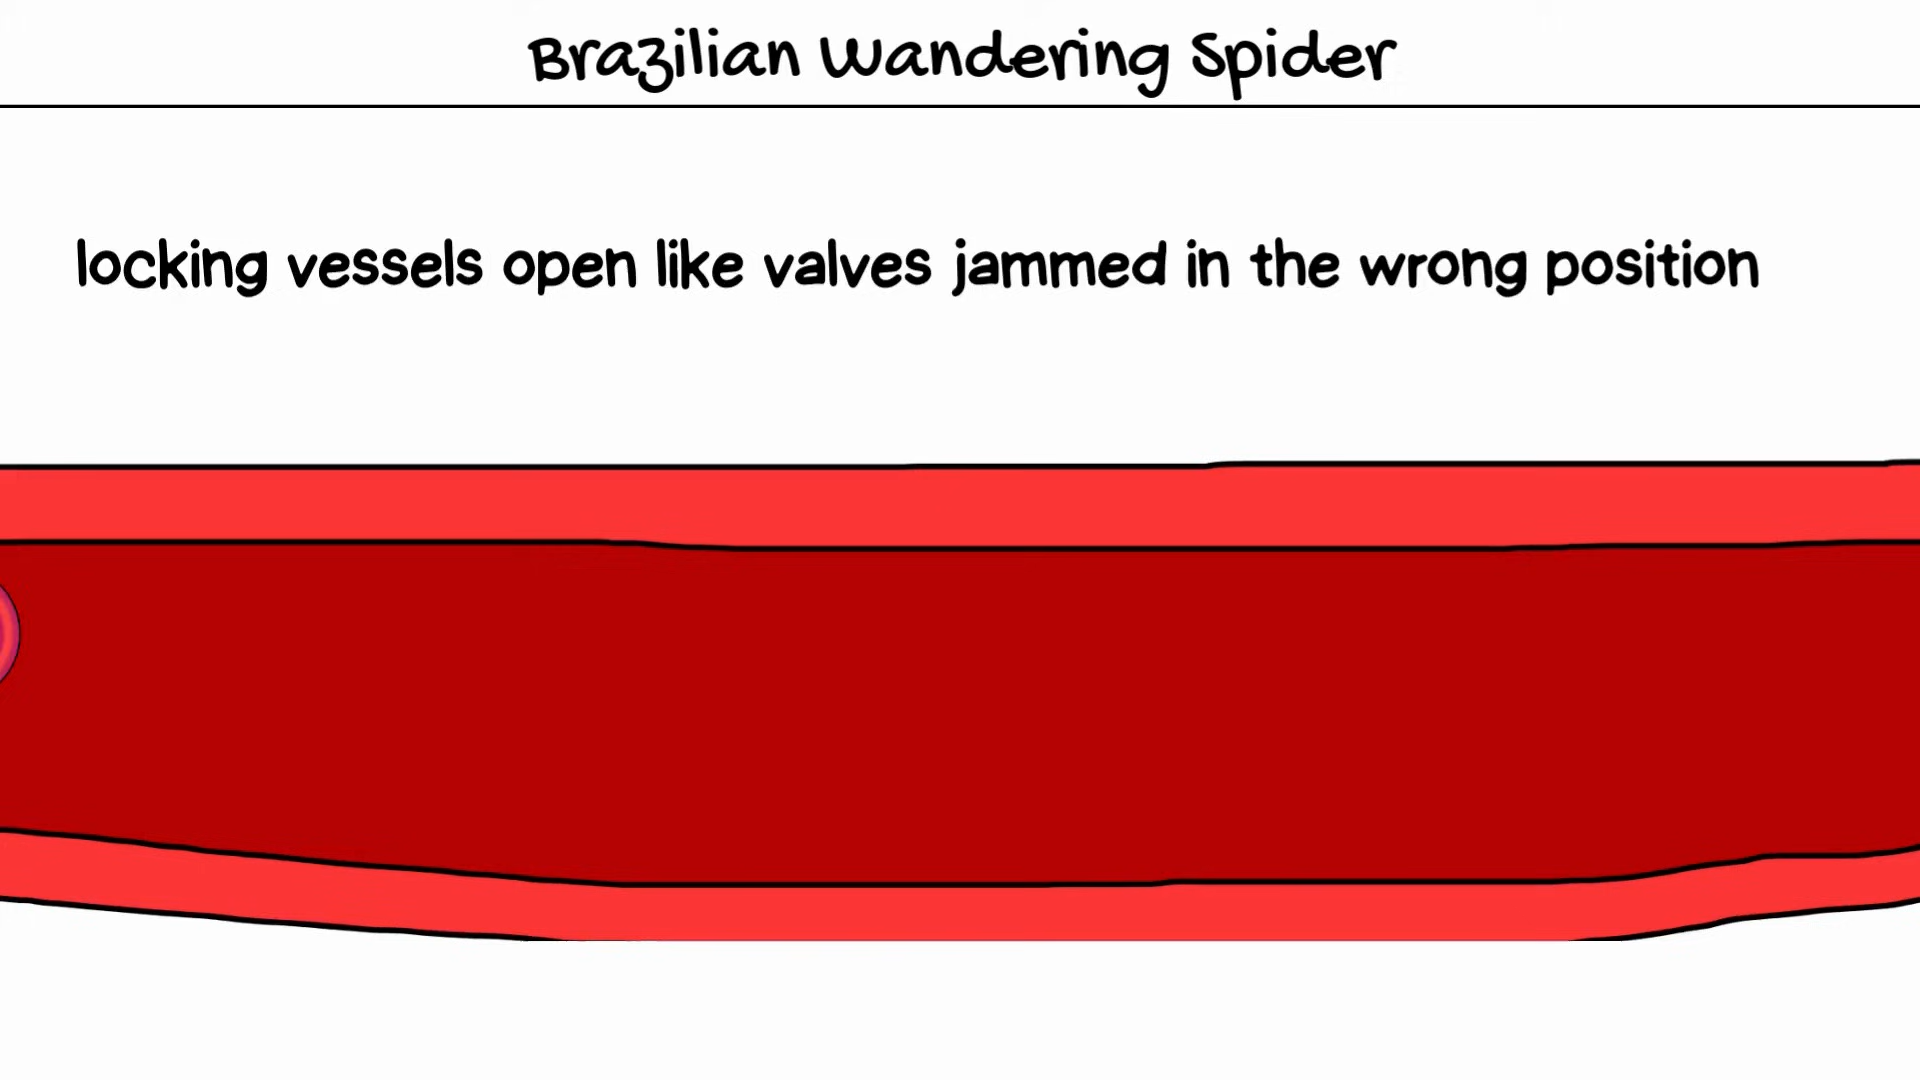 Brazilian Wandering Spider
locking vessels open like valves jammed in the wrong position